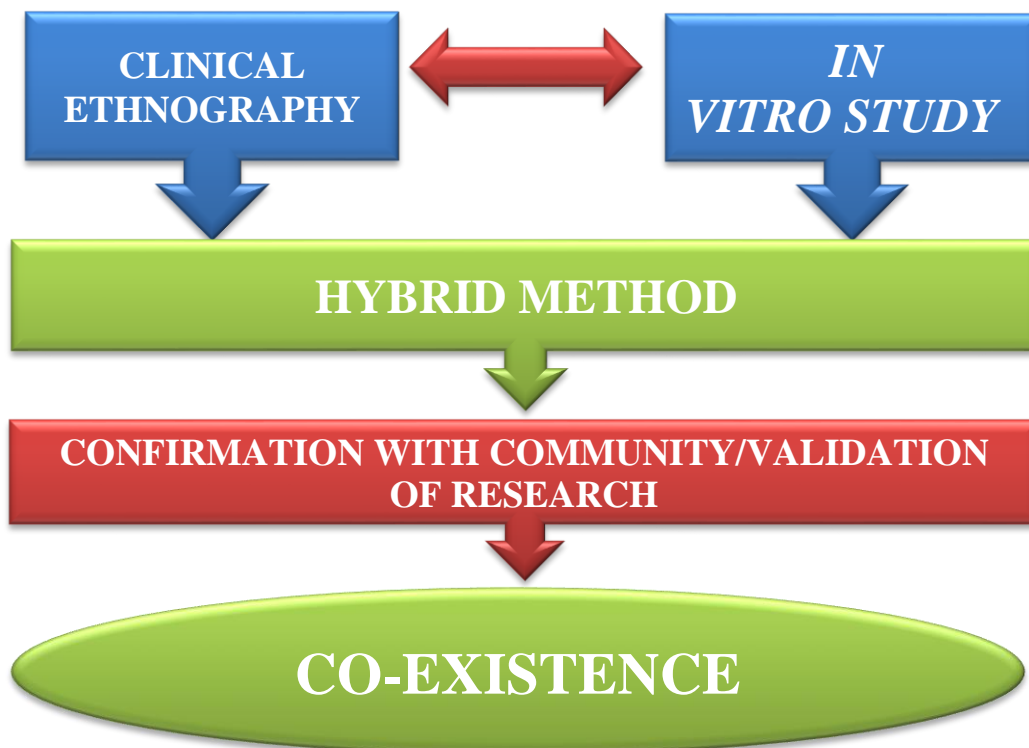 CLINICAL
ETHNOGRAPHY
IN
VITRO STUDY
HYBRID METHOD
CONFIRMATION WITH COMMUNITY/VALIDATION
OF RESEARCH
CO-EXISTENCE